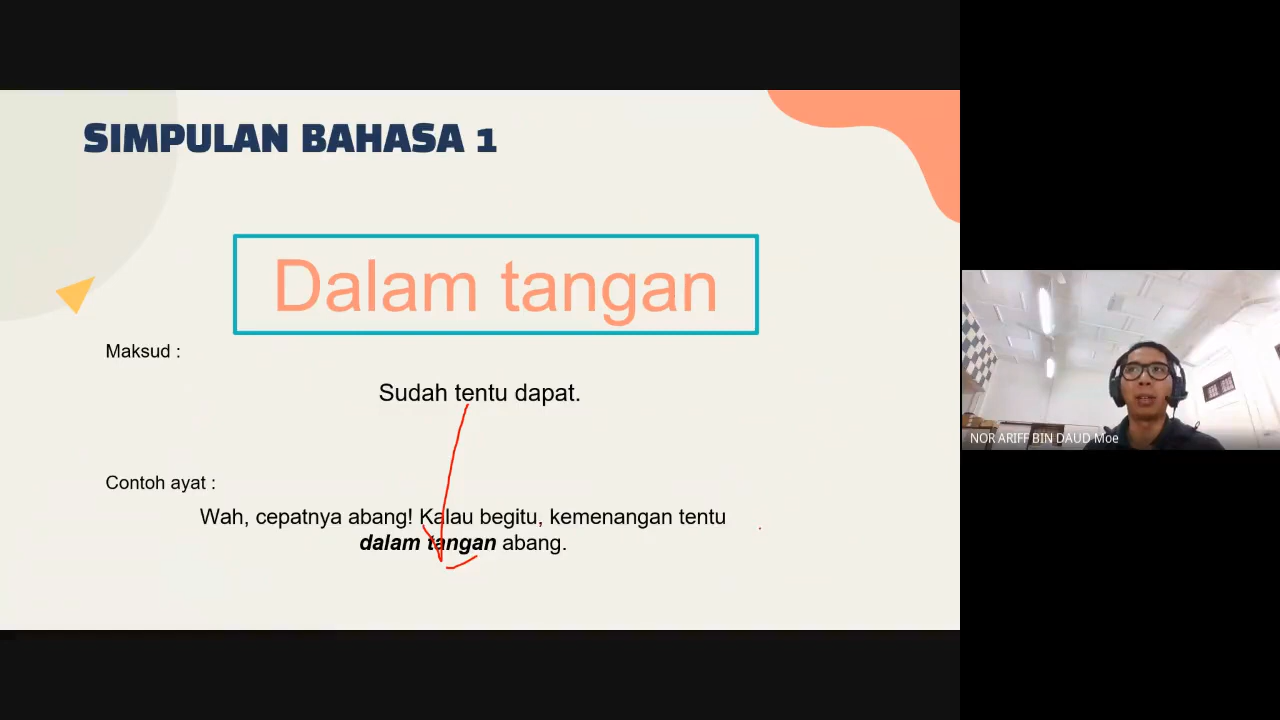 SIMPULAN BAHASA 1
Dalam tangan
Maksud :
Sudah tentu dapat.
Contoh ayat :
Wah, cepatnya abang! Kalau begitu, kemenangan tentu
dalam tangan abang.
NOR ARIFF BIN DAUD Moe